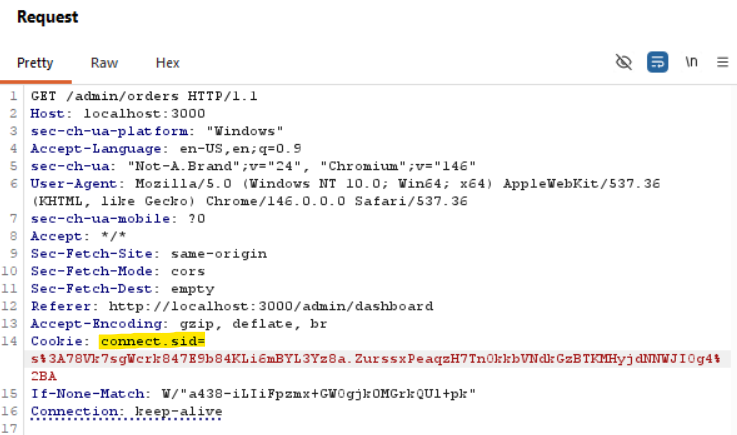 Request
Pretty Raw Hex \n
1 GET /admin/orders HTTP/1.1
2 Host: localhost:3000
3 sec-ch-ua-platform: "Windows"
4 Accept-Language: en-US,en;q=0.9
5 sec-ch-ua: "Not-A.Brand";v="24", "Chromium";v="146"
6 User-Agent: Mozilla/5.0 (Windows NT 10.0; Win64; x64) AppleWebKit/537.36
(KHTML, like Gecko) Chrome/146.0.0.0 Safari/537.36
7 sec-ch-ua-mobile: ?0
8 Accept: */*
9 Sec-Fetch-Site: same-origin
10 Sec-Fetch-Mode: cors
11 Sec-Fetch-Dest: empty
12 Referer: http://localhost:3000/admin/dashboard
13 Accept-Encoding: gzip, deflate, br
14 Cookie: connect.sid=
s%3A78Vk7sgWcrk847E9b84KLi6mBYL3Yz8a.ZurssxPeaqzH7TnOkkbVNdkGzBTKMHyjdNNWJIOg4%
2BA
15 If-None-Match: W/"a438-iLIiFpzmx+GWOgjkOMGrkQUl+pk"
16 Connection: keep-alive
17